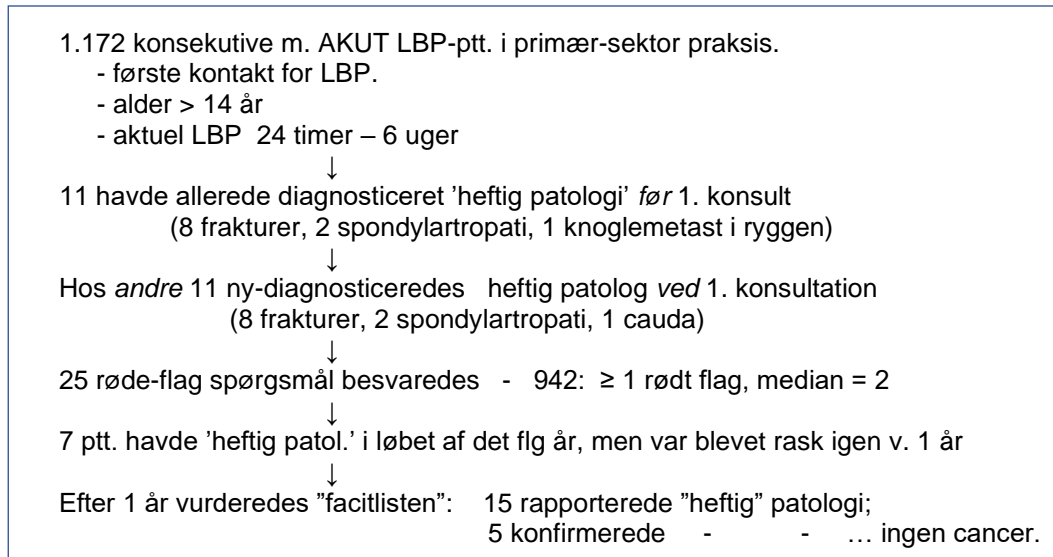 1.172 konsekutive m. AKUT LBP-ptt. i primær-sektor praksis.
- første kontakt for LBP.
- alder > 14 år
- aktuel LBP 24 timer – 6 uger
↓
11 havde allerede diagnosticeret 'heftig patologi' før 1. konsult
(8 frakturer, 2 spondylartropati, 1 knoglemetast i ryggen)
↓
Hos andre 11 ny-diagnosticeredes heftig patolog ved 1. konsultation
(8 frakturer, 2 spondylartropati, 1 cauda)
↓
25 røde-flag spørgsmål besvaredes - 942: ≥ 1 rødt flag, median = 2
↓
7 ptt. havde 'heftig patol.' i løbet af det flg år, men var blevet rask igen v. 1 år
↓
Efter 1 år vurderedes "facitlisten": 15 rapporterede "heftig" patologi;
5 konfirmerede - - … ingen cancer.